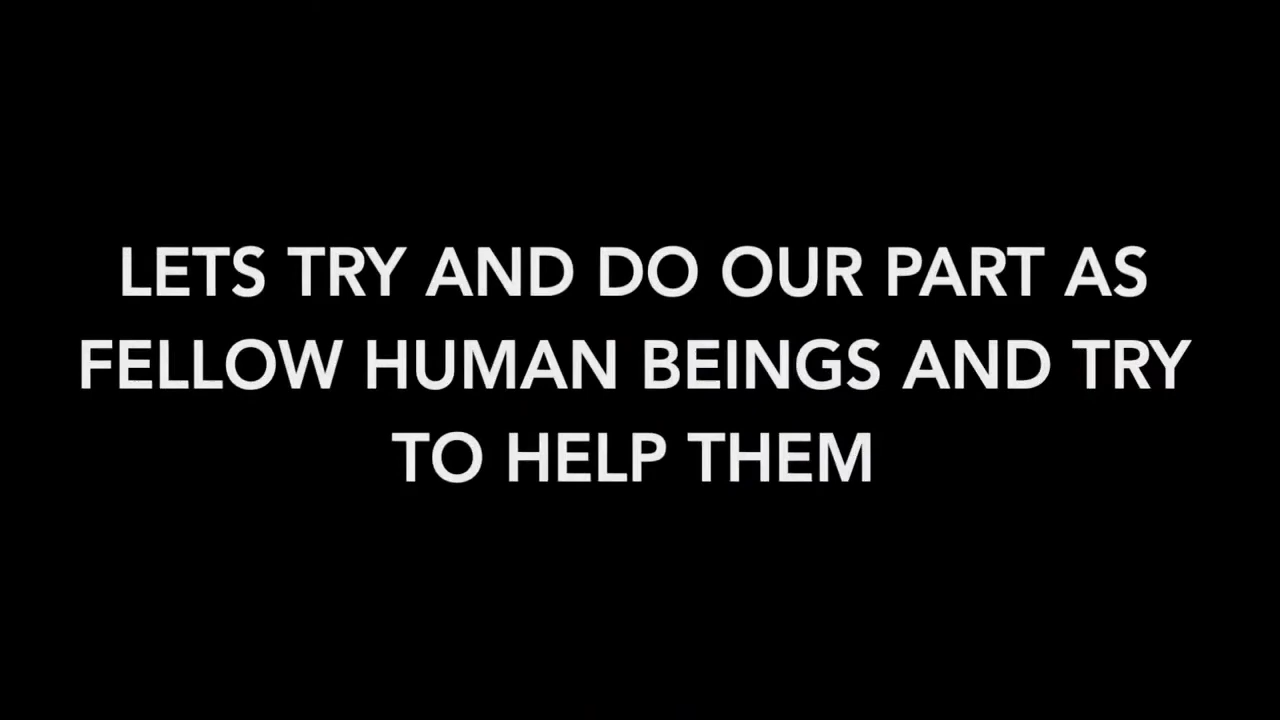 LETS TRY AND DO OUR PART AS
FELLOW HUMAN BEINGS AND TRY
TO HELP THEM